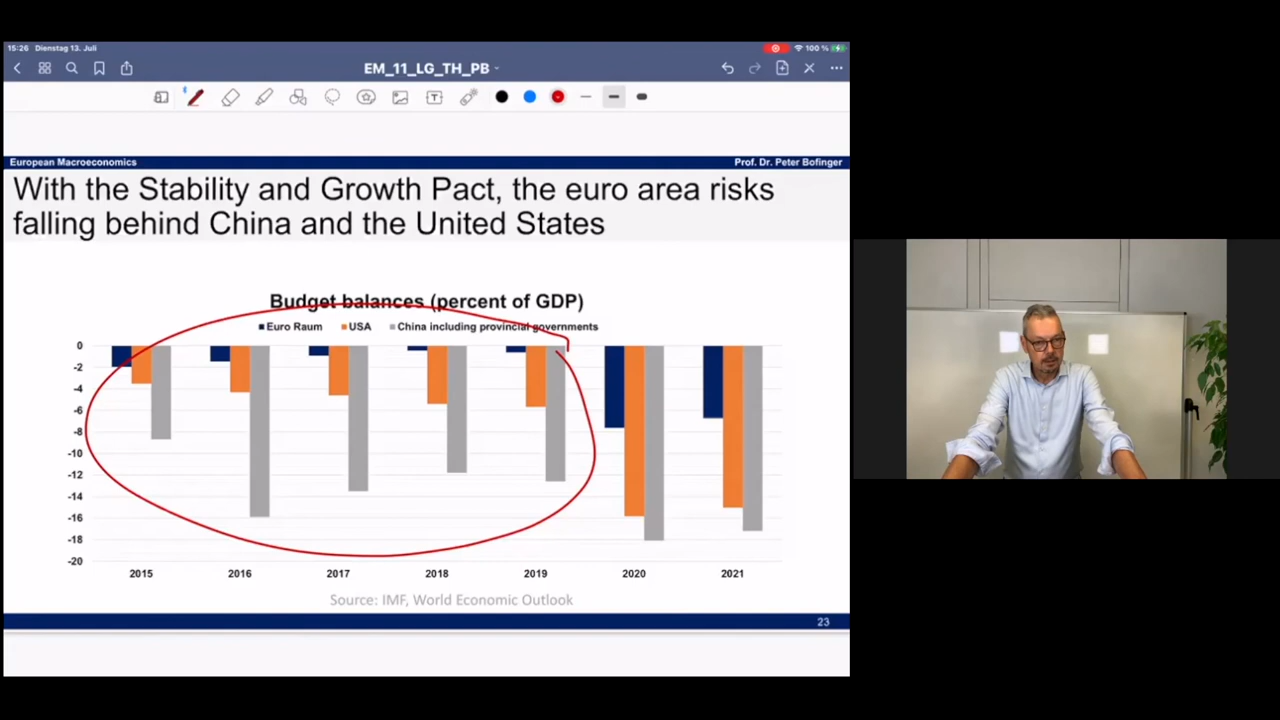 15:26 Dienstag 13. Juli
100 %
EM_11_LG_TH_PB
European Macroeconomics
Prof. Dr. Peter Bofinger
With the Stability and Growth Pact, the euro area risks
falling behind China and the United States
Budget balances (percent of GDP)
Euro Raum USA China including provincial governments
0
-2
-4
-6
-8
-10
-12
-14
-16
-18
-20
2015 2016 2017 2018 2019 2020 2021
Source: IMF, World Economic Outlook
23